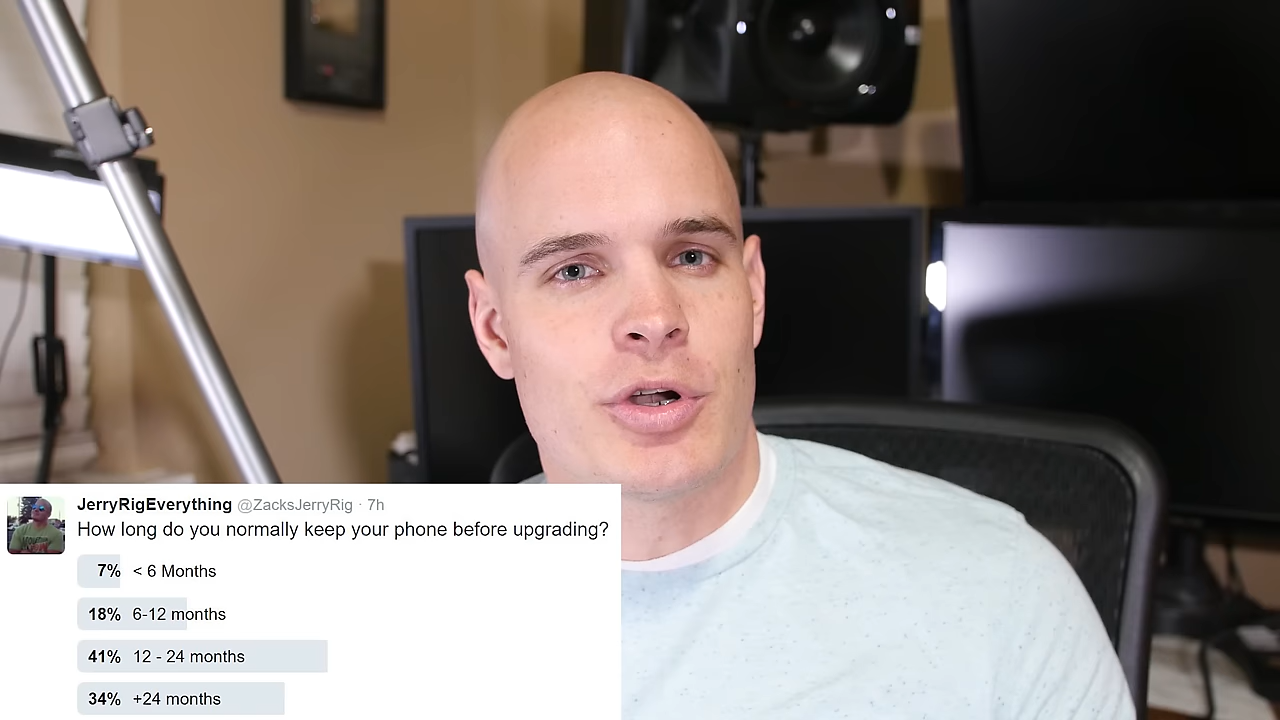 JerryRigEverything @ZacksJerryRig · 7h
How long do you normally keep your phone before upgrading?
7% < 6 Months
18% 6-12 months
41% 12 - 24 months
34% +24 months